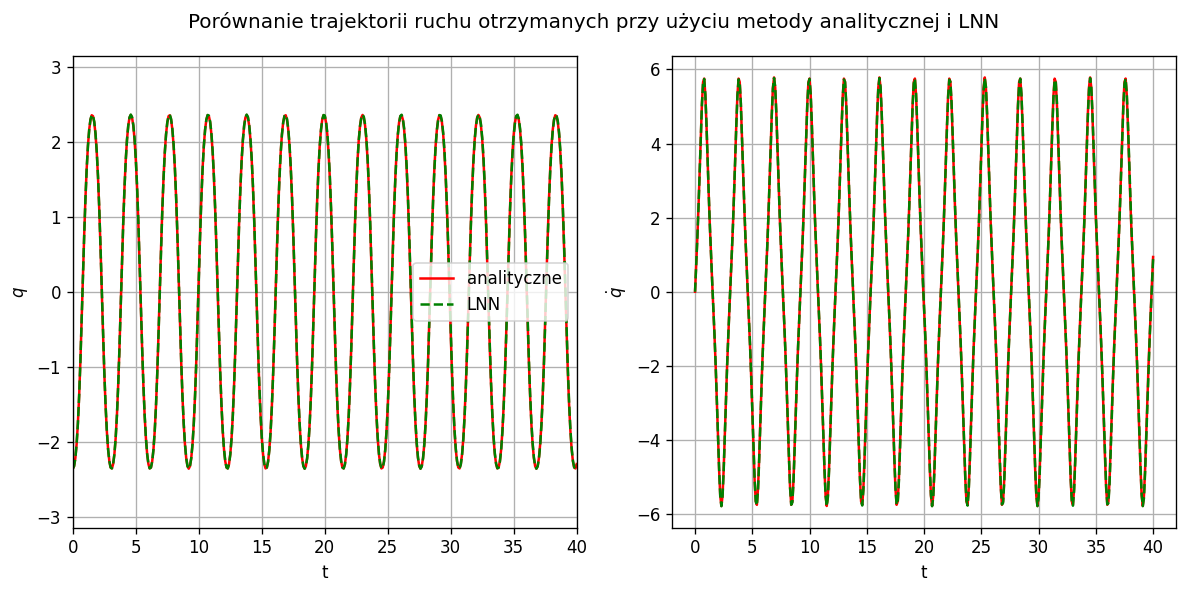 Porównanie trajektorii ruchu otrzymanych przy użyciu metody analitycznej i LNN
3
2
1
0
−1
−2
−3
q
0 5 10 15 20 25 30 35 40
t
analityczne
LNN
6
4
2
0
−2
−4
−6
q̇
0 5 10 15 20 25 30 35 40
t